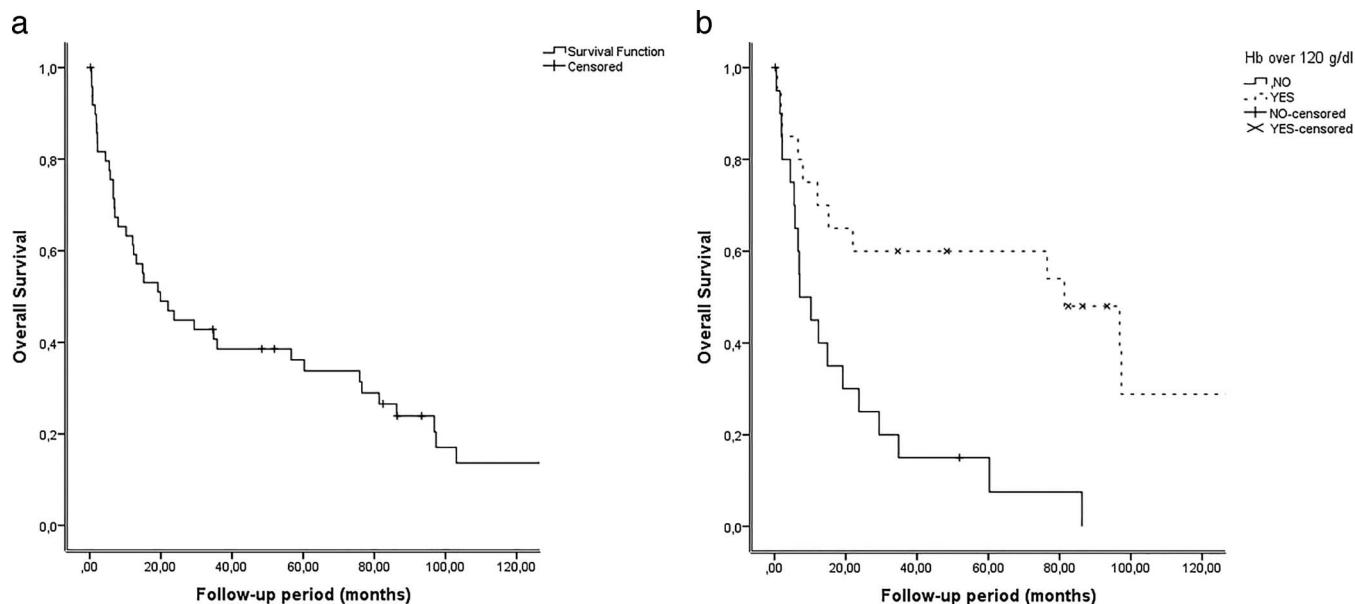 a
Survival Function
Censored
1,0
0,8
0,6
0,4
0,2
0,0
Overall Survival
,00 20,00 40,00 60,00 80,00 100,00 120,00
Follow-up period (months)
b
Hb over 120 g/dl
NO
YES
NO-censored
YES-censored
1,0
0,8
0,6
0,4
0,2
0,0
Overall Survival
,00 20,00 40,00 60,00 80,00 100,00 120,00
Follow-up period (months)